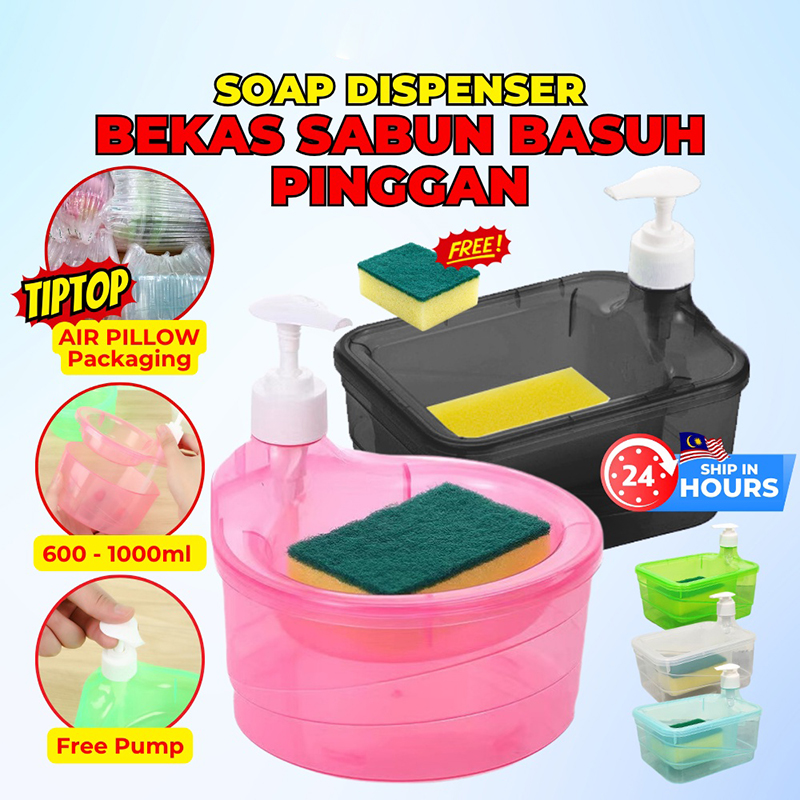 SOAP DISPENSER
BEKAS SABUN BASUH
PINGGAN
FREE!
TIPTOP
AIR PILLOW
Packaging
24
SHIP IN
HOURS
600 - 1000ml
Free Pump